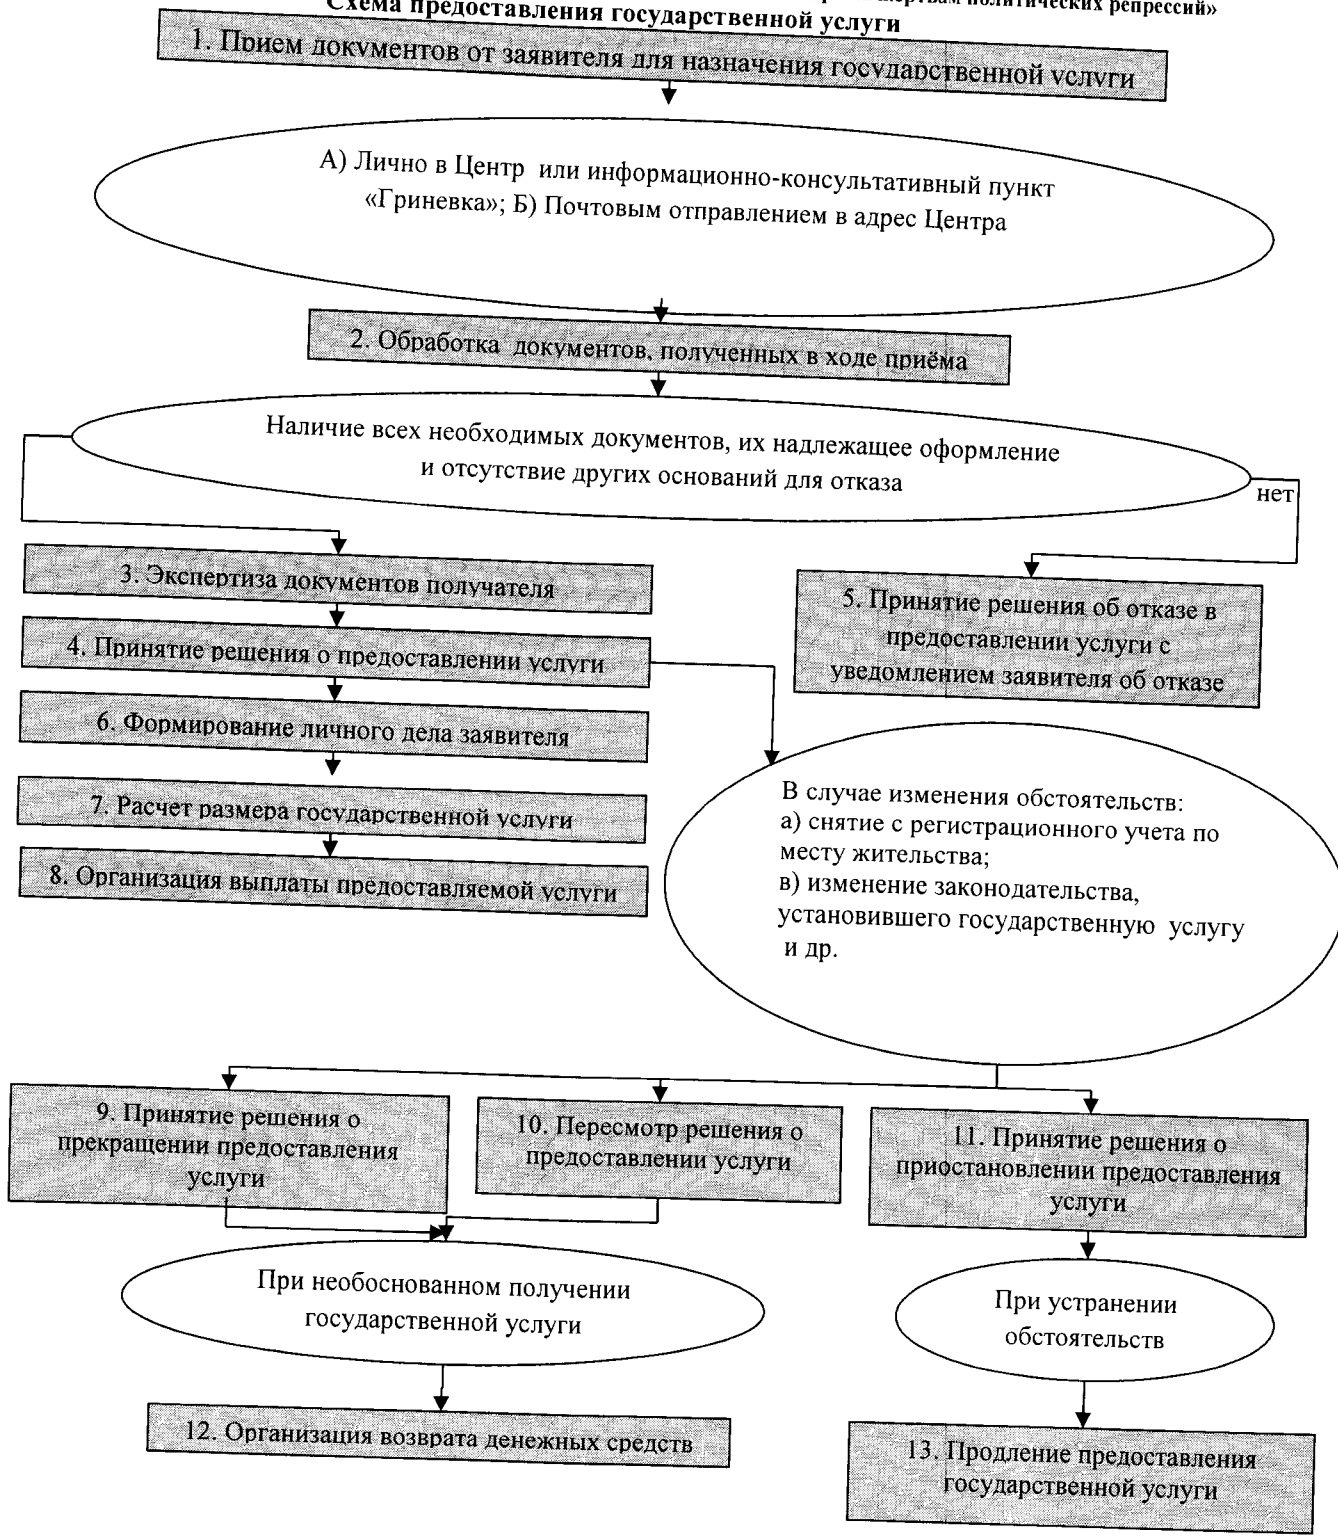 жертвам политических репрессий»
Схема предоставления государственной услуги
1. Прием документов от заявителя для назначения государственной услуги
А) Лично в Центр или информационно-консультативный пункт
«Гриневка»; Б) Почтовым отправлением в адрес Центра
2. Обработка документов, полученных в ходе приёма
Наличие всех необходимых документов, их надлежащее оформление
и отсутствие других оснований для отказа
нет
3. Экспертиза документов получателя
4. Принятие решения о предоставлении услуги
5. Принятие решения об отказе в
предоставлении услуги с
уведомлением заявителя об отказе
6. Формирование личного дела заявителя
7. Расчет размера государственной услуги
8. Организация выплаты предоставляемой услуги
В случае изменения обстоятельств:
а) снятие с регистрационного учета по
месту жительства;
в) изменение законодательства,
установившего государственную услугу
и др.
9. Принятие решения о
прекращении предоставления
услуги
10. Пересмотр решения о
предоставлении услуги
11. Принятие решения о
приостановлении предоставления
услуги
При необоснованном получении
государственной услуги
При устранении
обстоятельств
12. Организация возврата денежных средств
13. Продление предоставления
государственной услуги